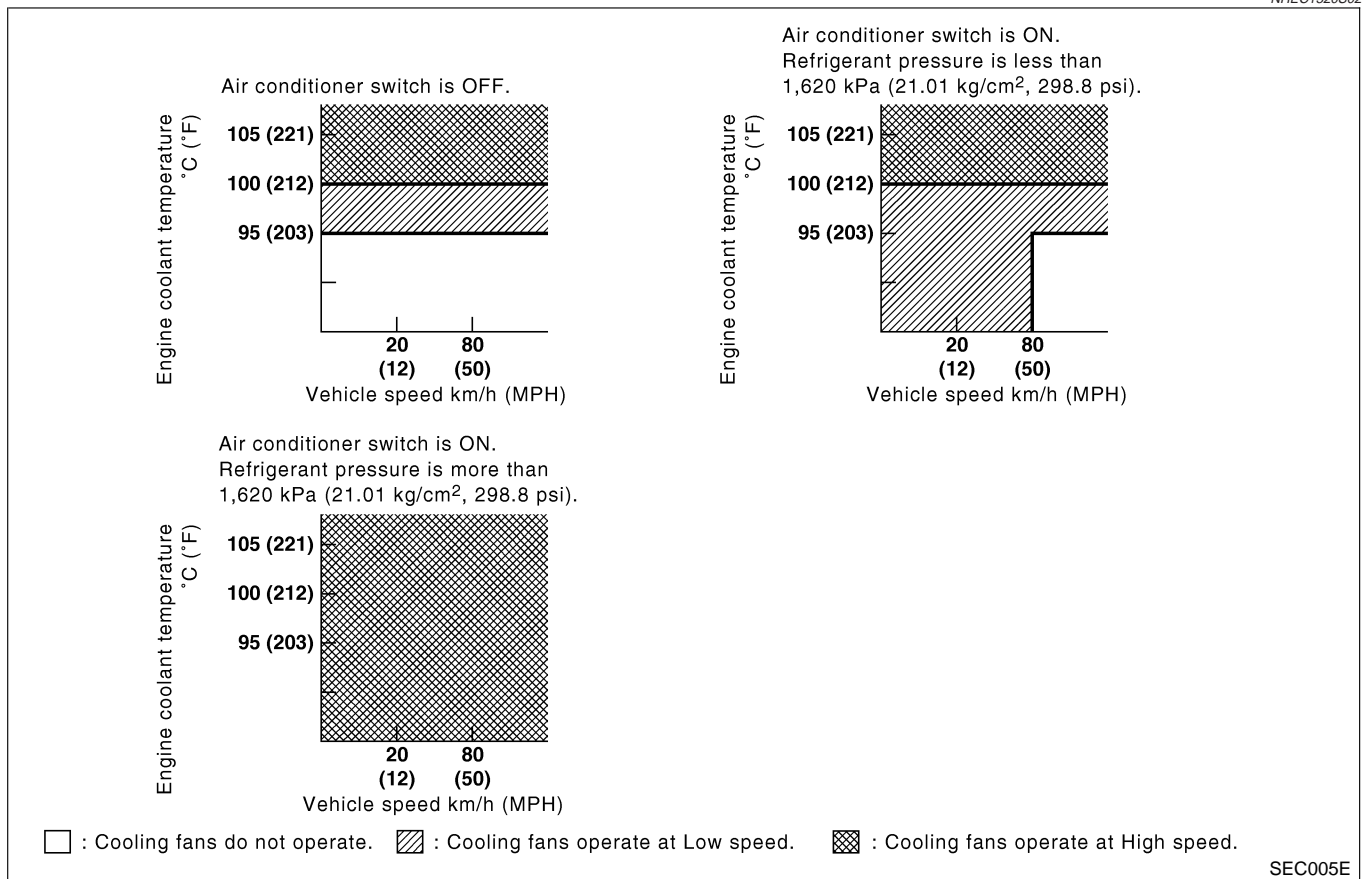 Air conditioner switch is OFF.
Engine coolant temperature
°C (°F)
105 (221)
100 (212)
95 (203)
20
(12)
80
(50)
Vehicle speed km/h (MPH)
Air conditioner switch is ON.
Refrigerant pressure is less than
1,620 kPa (21.01 kg/cm², 298.8 psi).
Engine coolant temperature
°C (°F)
105 (221)
100 (212)
95 (203)
20
(12)
80
(50)
Vehicle speed km/h (MPH)
Air conditioner switch is ON.
Refrigerant pressure is more than
1,620 kPa (21.01 kg/cm², 298.8 psi).
Engine coolant temperature
°C (°F)
105 (221)
100 (212)
95 (203)
20
(12)
80
(50)
Vehicle speed km/h (MPH)
: Cooling fans do not operate.
: Cooling fans operate at Low speed.
: Cooling fans operate at High speed.
SEC005E